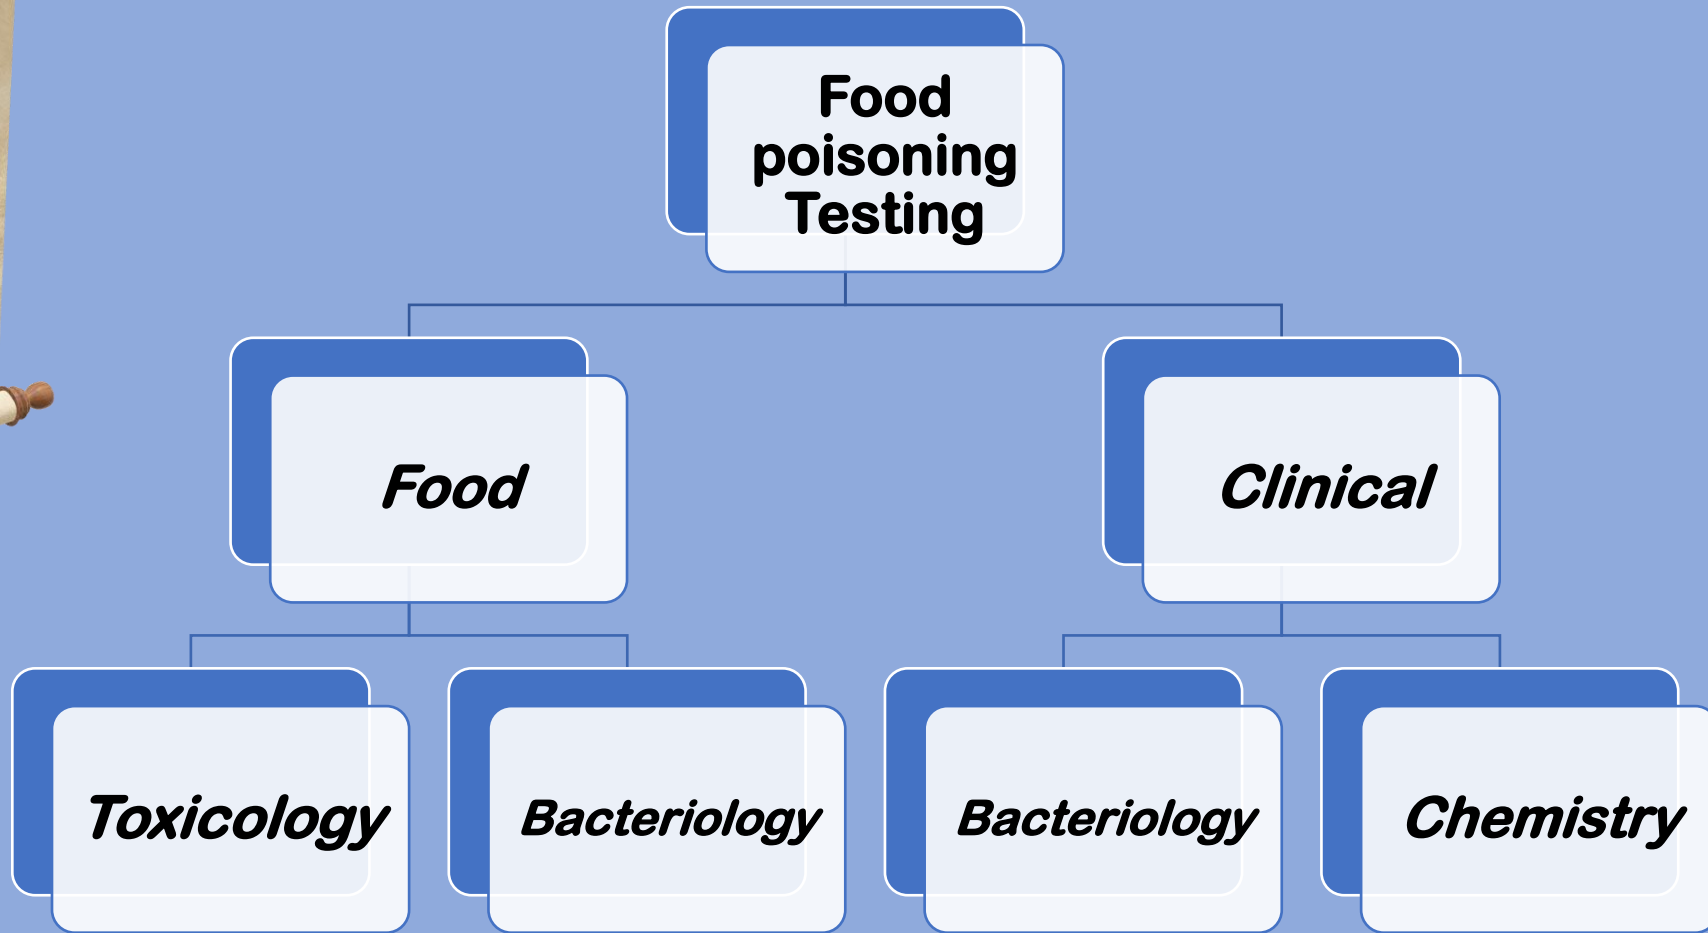 Food
poisoning
Testing
Food
Clinical
Toxicology
Bacteriology
Bacteriology
Chemistry